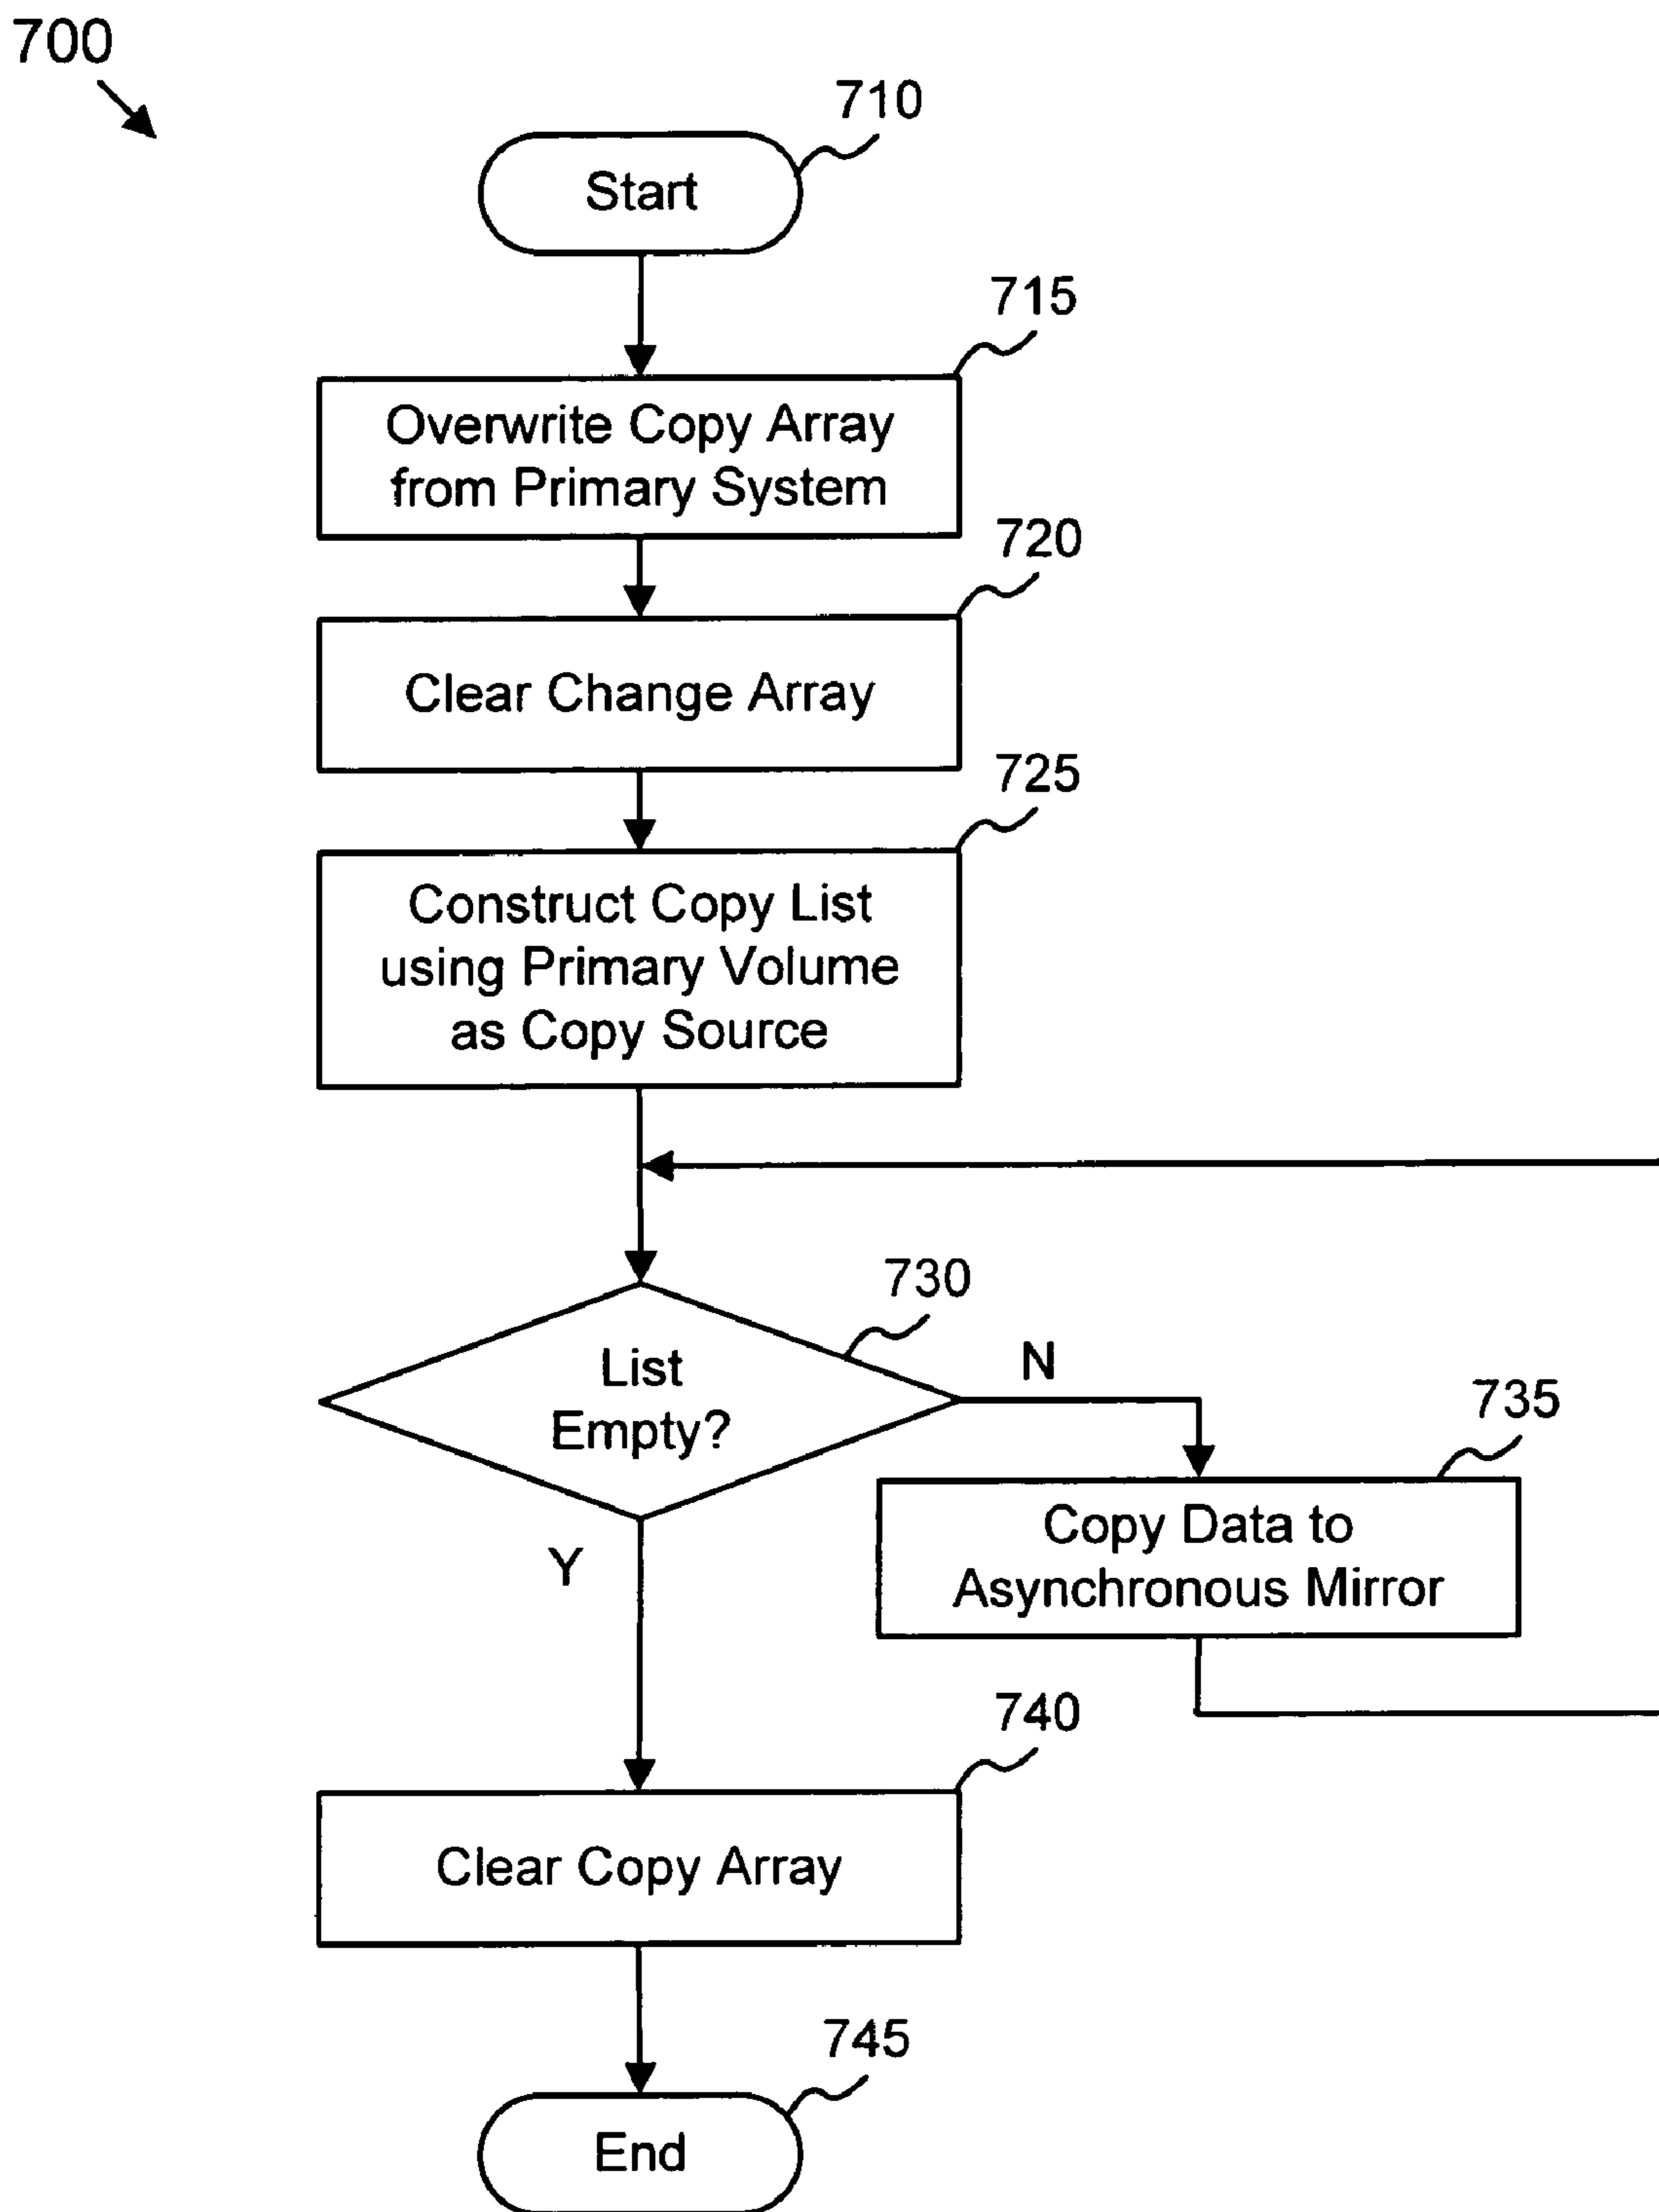 700
710
Start
715
Overwrite Copy Array
from Primary System
720
Clear Change Array
725
Construct Copy List
using Primary Volume
as Copy Source
730
List
Empty?
N
735
Copy Data to
Asynchronous Mirror
Y
740
Clear Copy Array
745
End